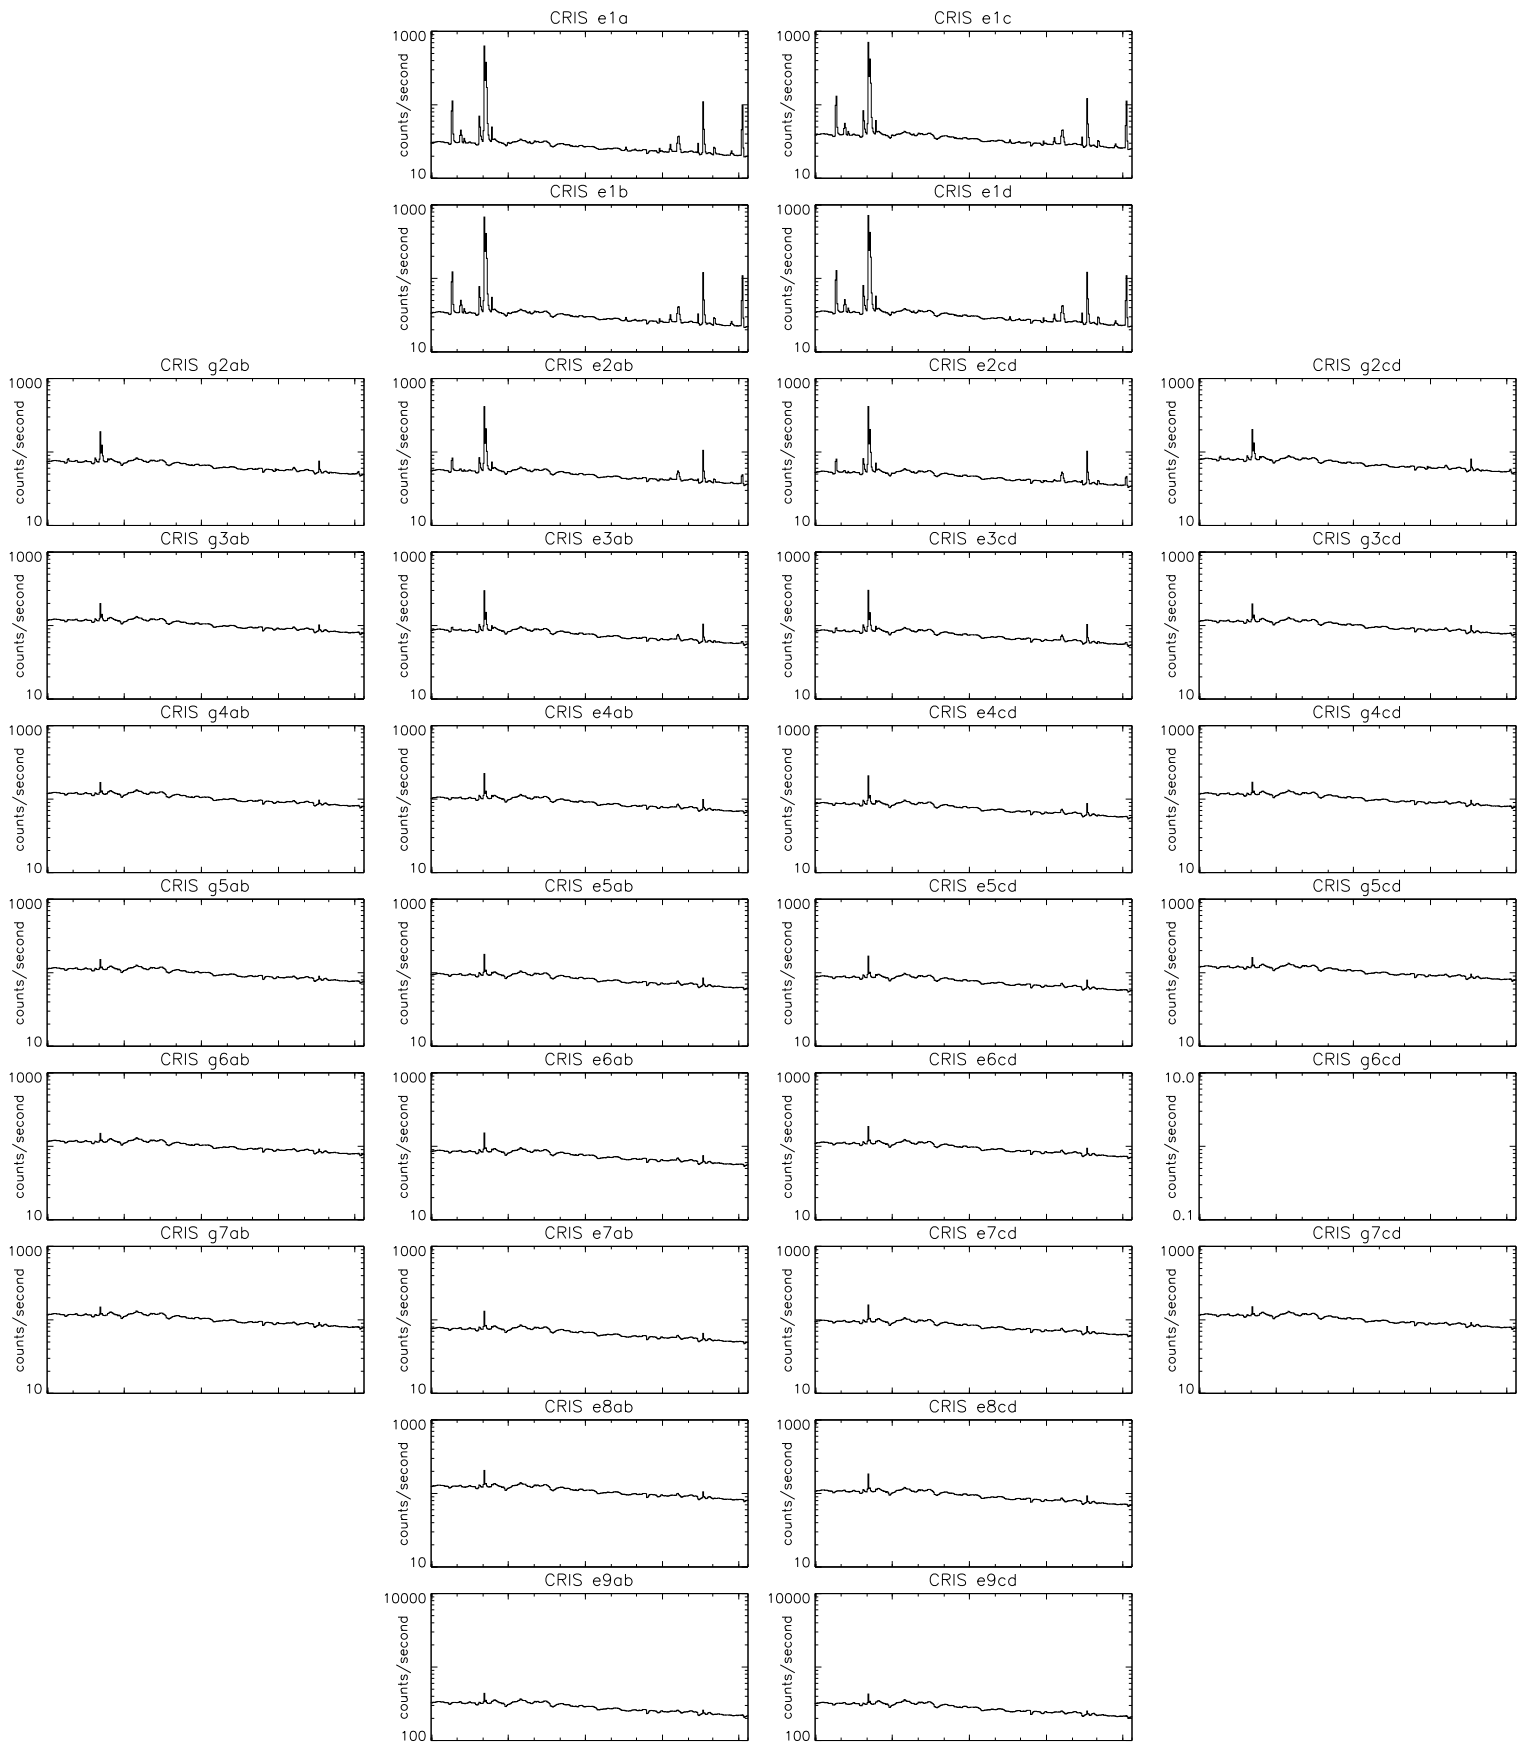 CRIS e1a CRIS e1c
1000 1000
counts/second counts/second
10 10
CRIS e1b CRIS e1d
1000 1000
counts/second counts/second
10 10
CRIS g2ab CRIS e2ab CRIS e2cd CRIS g2cd
1000 1000 1000 1000
counts/second counts/second counts/second counts/second
10 10 10 10
CRIS g3ab CRIS e3ab CRIS e3cd CRIS g3cd
1000 1000 1000 1000
counts/second counts/second counts/second counts/second
10 10 10 10
CRIS g4ab CRIS e4ab CRIS e4cd CRIS g4cd
1000 1000 1000 1000
counts/second counts/second counts/second counts/second
10 10 10 10
CRIS g5ab CRIS e5ab CRIS e5cd CRIS g5cd
1000 1000 1000 1000
counts/second counts/second counts/second counts/second
10 10 10 10
CRIS g6ab CRIS e6ab CRIS e6cd CRIS g6cd
1000 1000 1000 10.0
counts/second counts/second counts/second counts/second
10 10 10 0.1
CRIS g7ab CRIS e7ab CRIS e7cd CRIS g7cd
1000 1000 1000 1000
counts/second counts/second counts/second counts/second
10 10 10 10
CRIS e8ab CRIS e8cd
1000 1000
counts/second counts/second
10 10
CRIS e9ab CRIS e9cd
10000 10000
counts/second counts/second
100 100